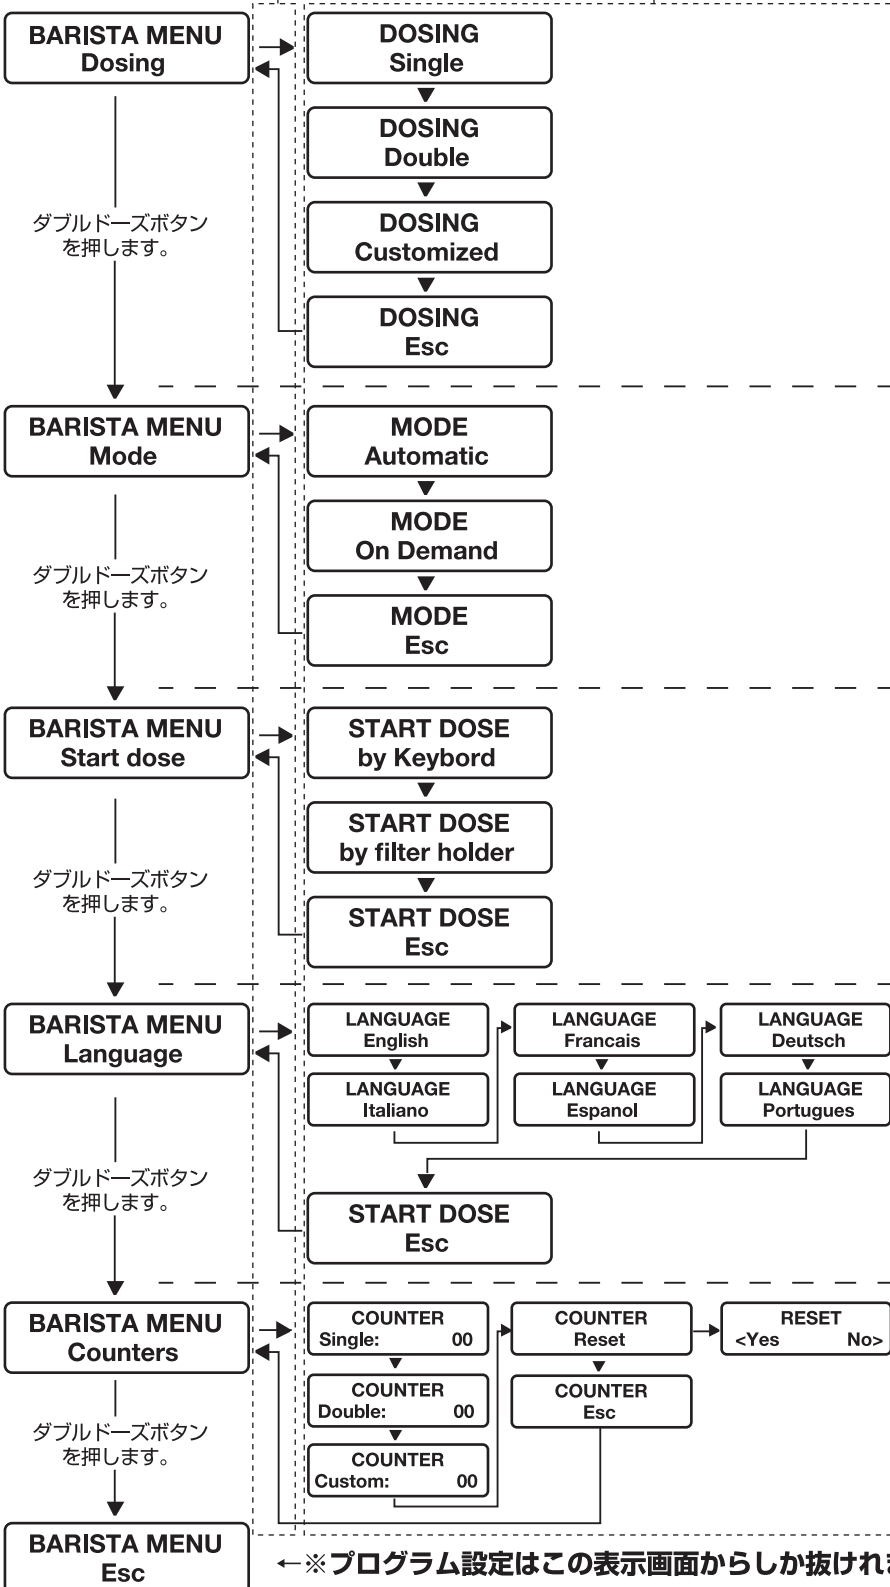 BARISTA MENU
Dosing
DOSING
Single
DOSING
Double
DOSING
Customized
DOSING
Esc
ダブルドーズボタン
を押します。
BARISTA MENU
Mode
MODE
Automatic
MODE
On Demand
MODE
Esc
ダブルドーズボタン
を押します。
BARISTA MENU
Start dose
START DOSE
by Keybord
START DOSE
by filter holder
START DOSE
Esc
ダブルドーズボタン
を押します。
BARISTA MENU
Language
LANGUAGE
English
LANGUAGE
Italiano
LANGUAGE
Francais
LANGUAGE
Espanol
LANGUAGE
Deutsch
LANGUAGE
Portugues
START DOSE
Esc
ダブルドーズボタン
を押します。
BARISTA MENU
Counters
COUNTER
Single: 00
COUNTER
Double: 00
COUNTER
Custom: 00
COUNTER
Reset
COUNTER
Esc
RESET
<Yes No>
ダブルドーズボタン
を押します。
BARISTA MENU
Esc
←※プログラム設定はこの表示画面からしか抜けれ